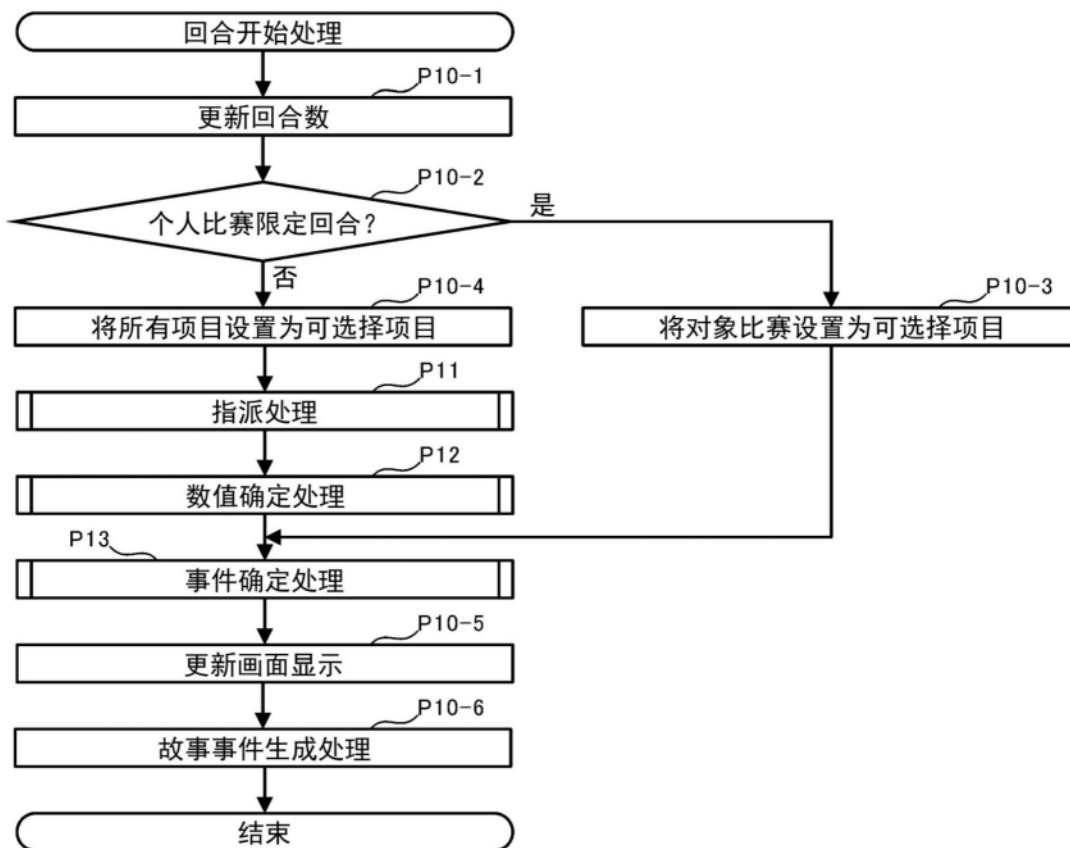 回合开始处理
P10-1
更新回合数
P10-2
个人比赛限定回合?
是
否
P10-4
将所有项目设置为可选择项目
P10-3
将对象比赛设置为可选择项目
P11
指派处理
P12
数值确定处理
P13
事件确定处理
P10-5
更新画面显示
P10-6
故事事件生成处理
结束